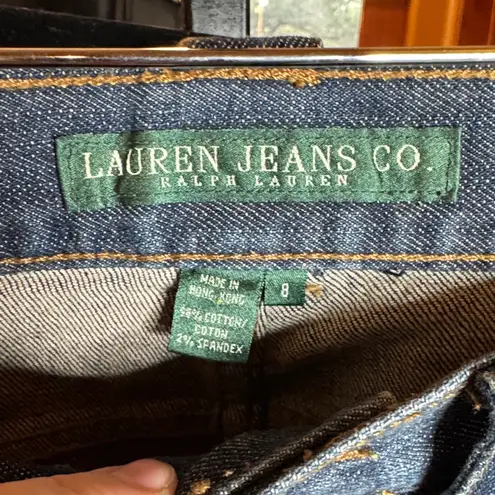 LAUREN JEANS CO.
RALPH LAUREN
MADE IN
HONG KONG
8
98% COTTON/
COTON
2% SPANDEX